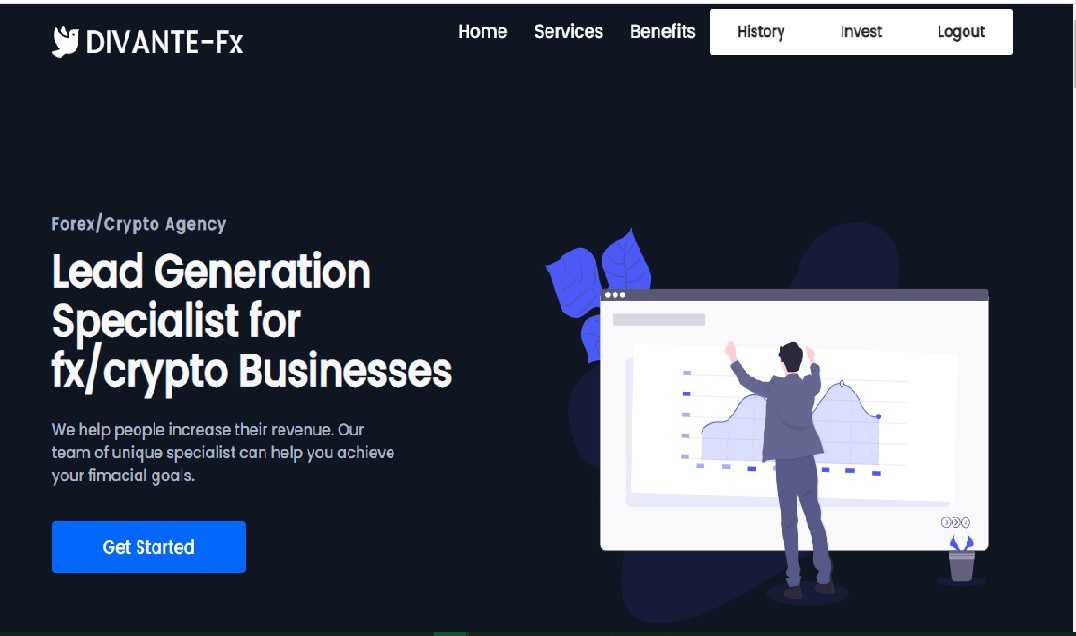 DIVANTE-Fx
Home Services Benefits History Invest Logout
Forex/Crypto Agency
Lead Generation
Specialist for
fx/crypto Businesses
We help people increase their revenue. Our
team of unique specialist can help you achieve
your fimacial goals.
Get Started